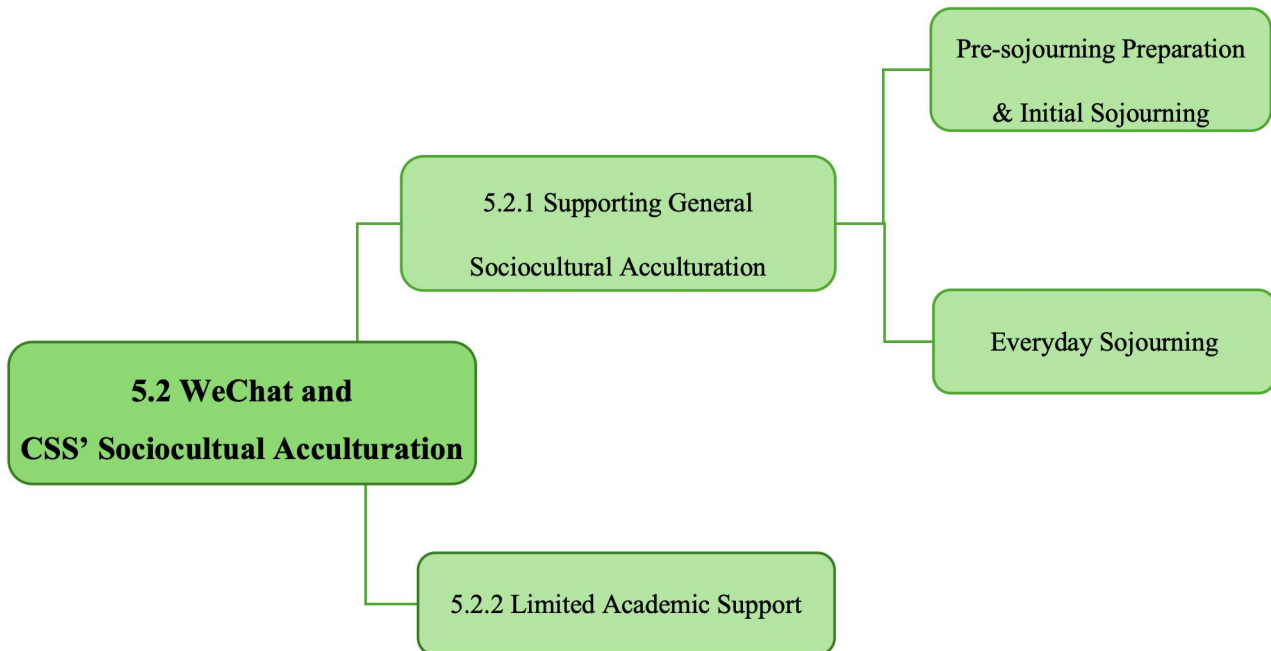 Pre-sojourning Preparation
& Initial Sojourning
5.2.1 Supporting General
Sociocultural Acculturation
Everyday Sojourning
5.2 WeChat and
CSS’ Sociocultual Acculturation
5.2.2 Limited Academic Support